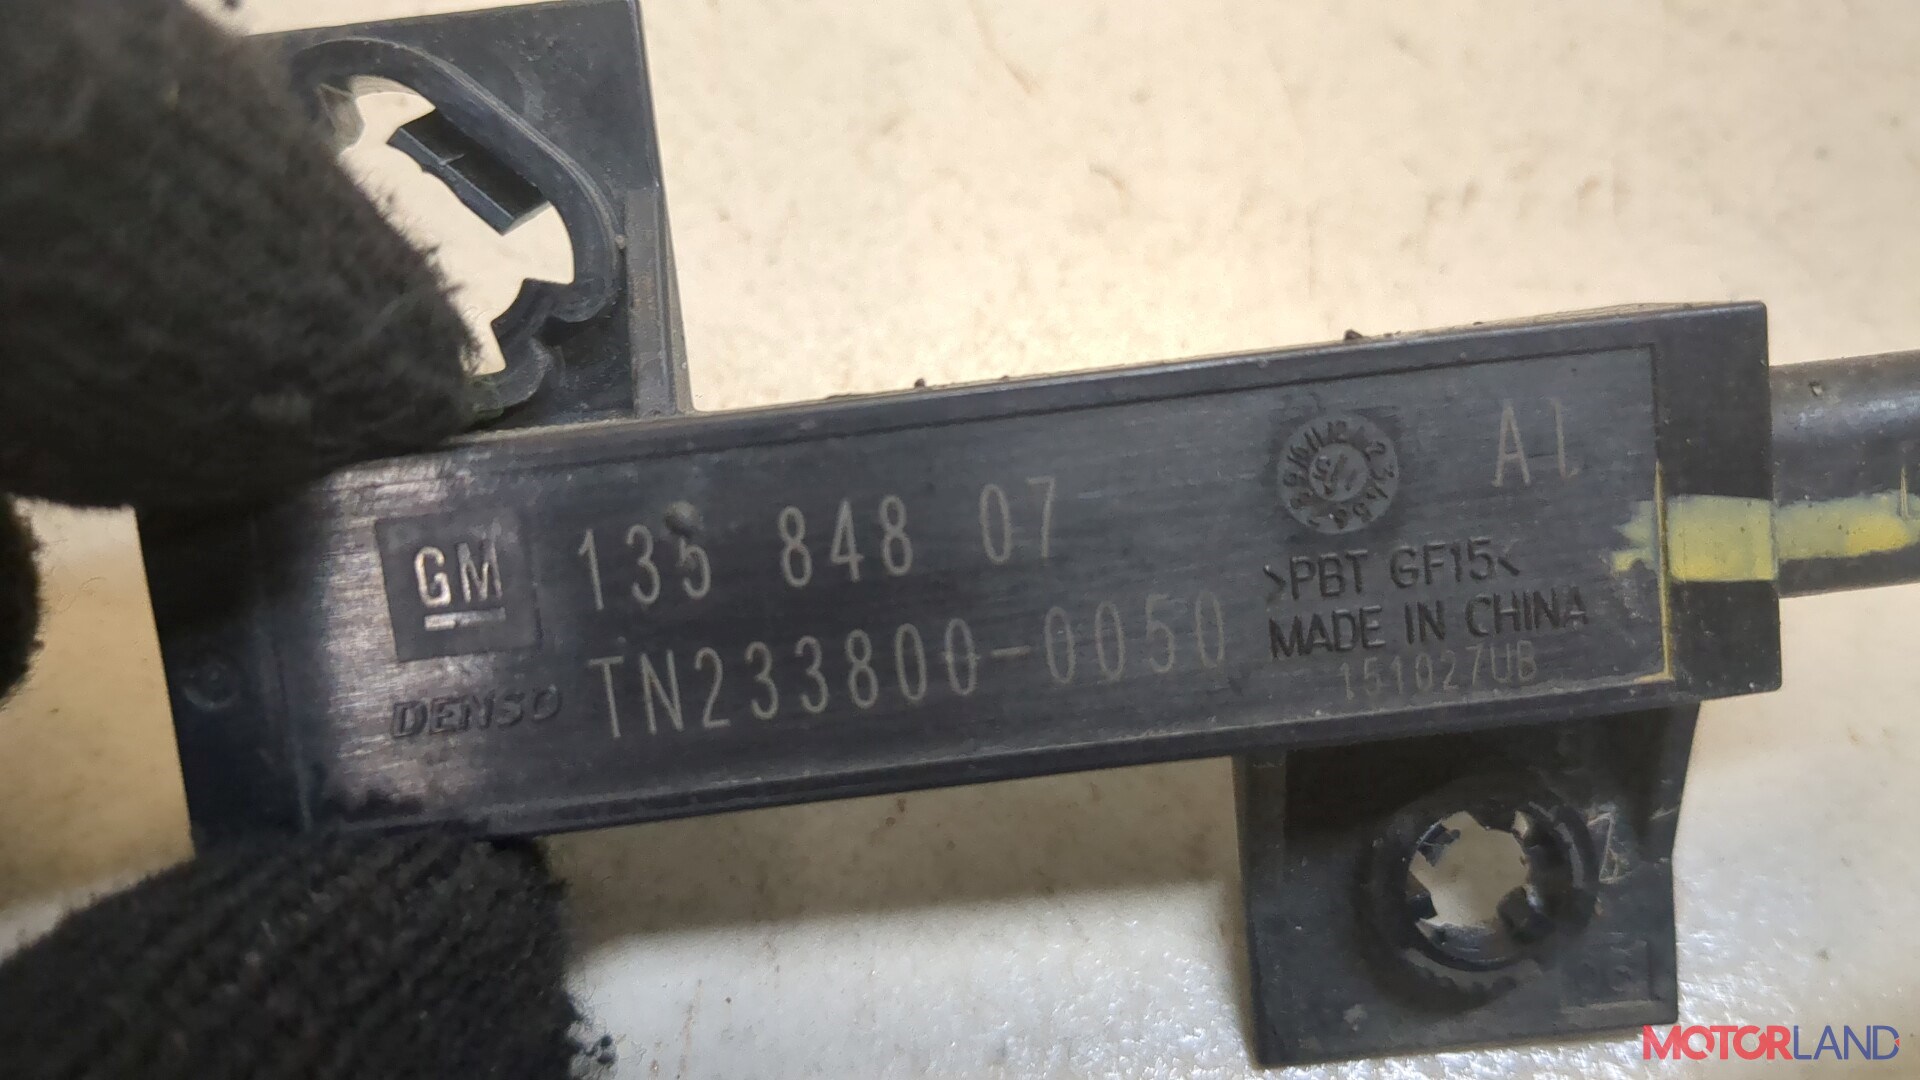 GM 135 848 07
DENSO TN233800-0050
A1
>PBT GF15<
MADE IN CHINA
151027UB
MOTORLAND